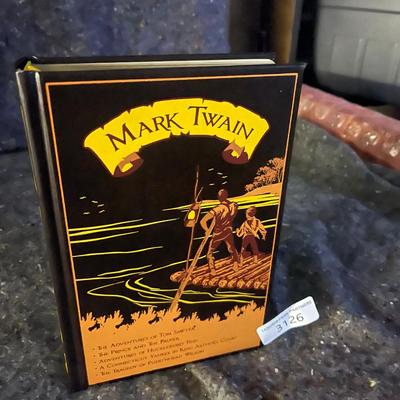 MARK TWAIN
• THE ADVENTURES OF TOM SAWYER
• THE PRINCE AND THE PAUPER
• ADVENTURES OF HUCKLEBERRY FINN
• A CONNECTICUT YANKEE IN KING ARTHUR'S COURT
• THE TRAGEDY OF PUDD'NHEAD WILSON
3126